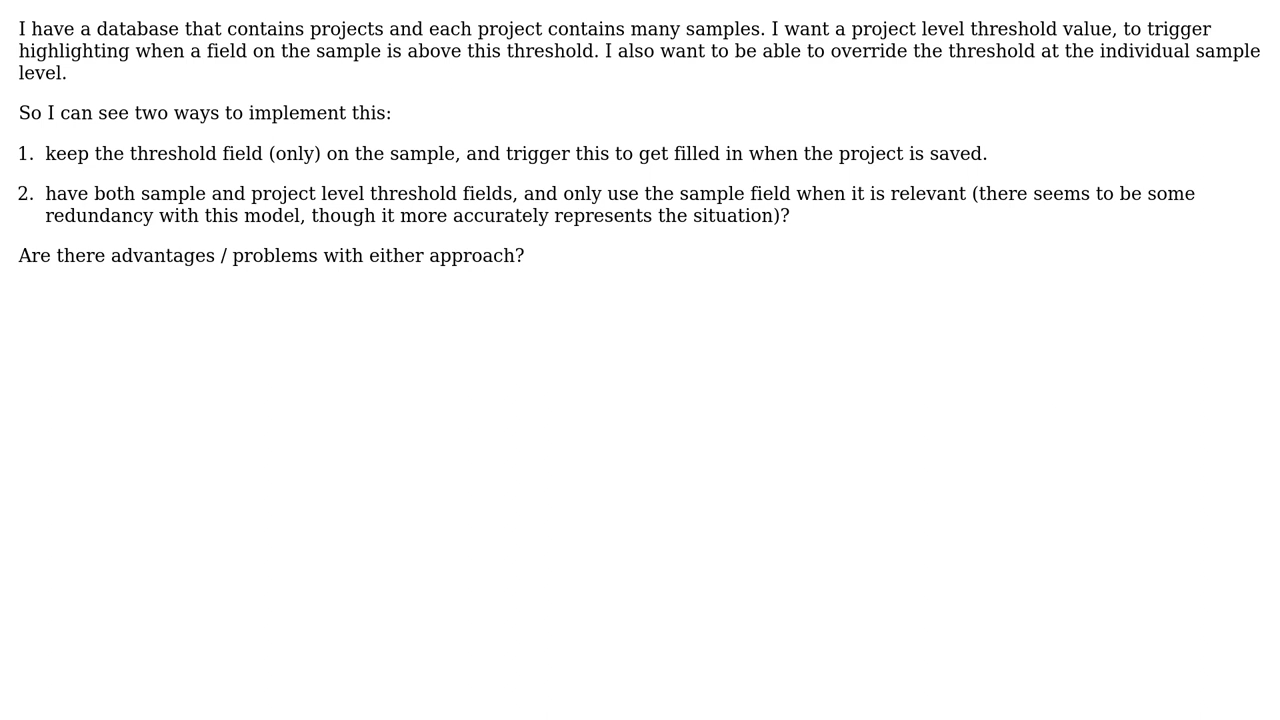 I have a database that contains projects and each project contains many samples. I want a project level threshold value, to trigger
highlighting when a field on the sample is above this threshold. I also want to be able to override the threshold at the individual sample
level.
So I can see two ways to implement this:
1. keep the threshold field (only) on the sample, and trigger this to get filled in when the project is saved.
2. have both sample and project level threshold fields, and only use the sample field when it is relevant (there seems to be some
redundancy with this model, though it more accurately represents the situation)?
Are there advantages / problems with either approach?